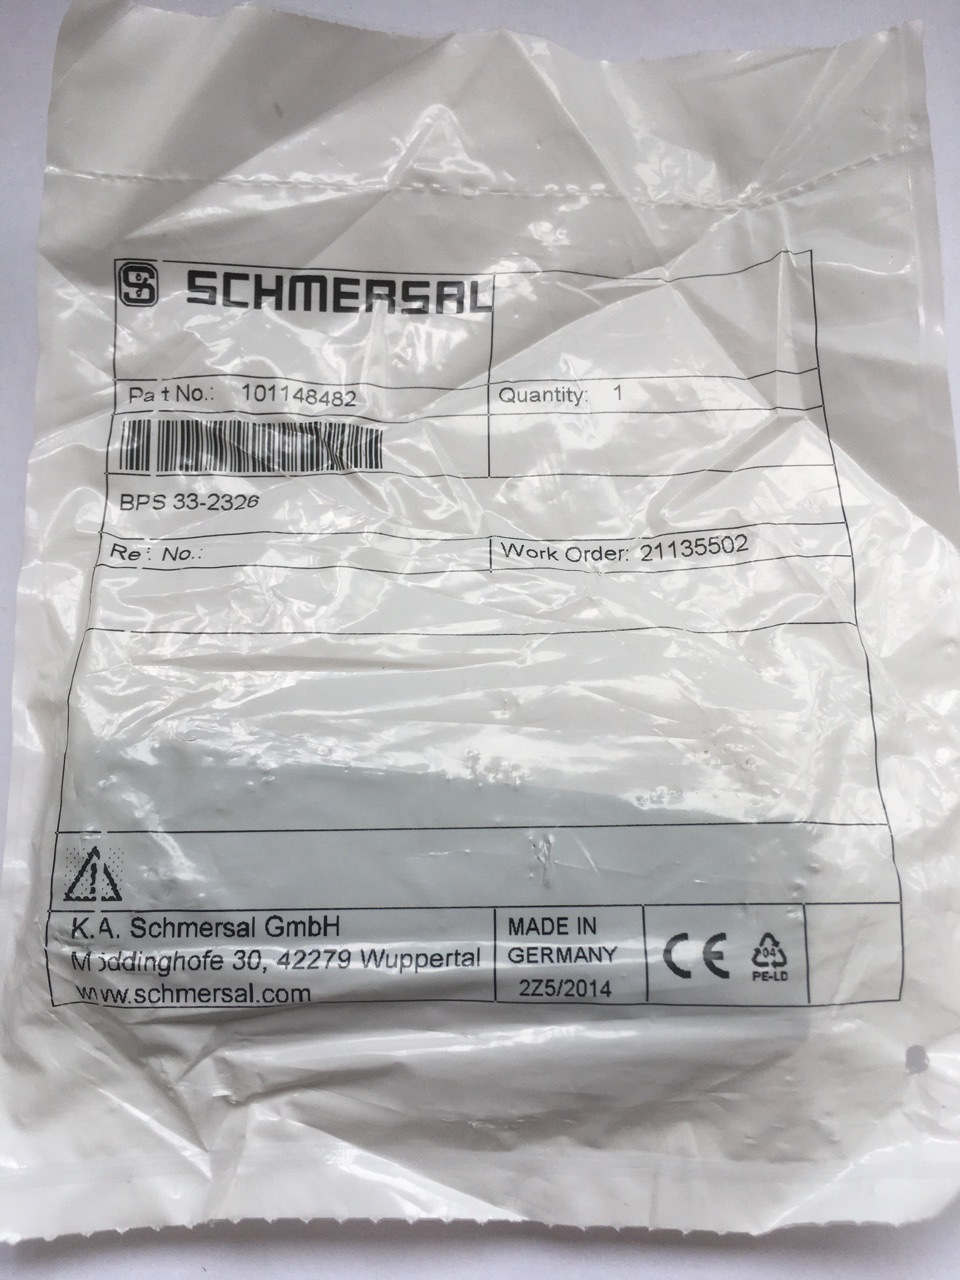 SCHMERSAL
Part No.: 101148482
Quantity: 1
BPS 33-2326
Ref. No.:
Work Order: 21135502
K.A. Schmersal GmbH
Möddinghofe 30, 42279 Wuppertal
www.schmersal.com
MADE IN
GERMANY
2Z5/2014
CE
04
PE-LD